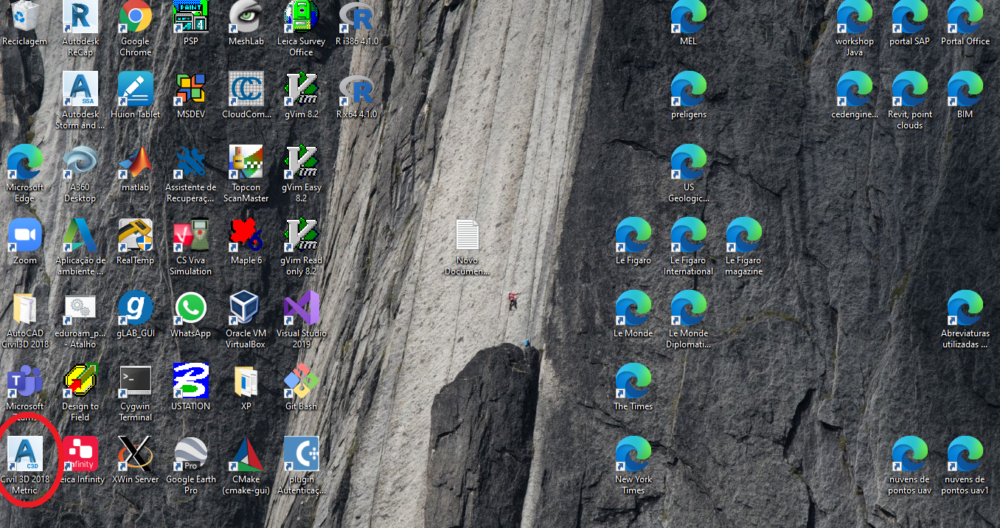 Reciclagem
Autodesk
ReCap
Google
Chrome
PAINT
4
PSP
MeshLab
Leica Survey
Office
R i386 4.1.0
MEL
workshop
Java
portal SAP
Portal Office
SSA
Autodesk
Storm and ...
Huion Tablet
MSDEV
CloudCom...
gVim 8.2
R x64 4.1.0
preligens
cedengine...
Revit, point
clouds
BIM
Microsoft
Edge
A360
Desktop
matlab
Assistente de
Recuperaç...
Topcon
ScanMaster
gVim Easy
8.2
US
Geologic...
Zoom
Aplicação de
ambiente ...
RealTemp
CS Viva
Simulation
Maple 6
gVim Read
only 8.2
Novo
Documen...
Le Figaro
Le Figaro
International
Le Figaro
magazine
AutoCAD
Civil3D 2018
eduroam_p...
- Atalho
gLAB_GUI
WhatsApp
Oracle VM
VirtualBox
Visual Studio
2019
Le Monde
Le Monde
Diplomati...
Abreviaturas
utilizadas ...
Microsoft
Teams
Design to
Field
Cygwin
Terminal
USTATION
XP
Git Bash
The Times
C3D
Civil 3D 2018
Metric
infinity
eica Infinity
XWin Server
Pro
Google Earth
Pro
CMake
(cmake-gui)
plugin
Autenticaç...
New York
Times
nuvens de
pontos uav
nuvens de
pontos uav1